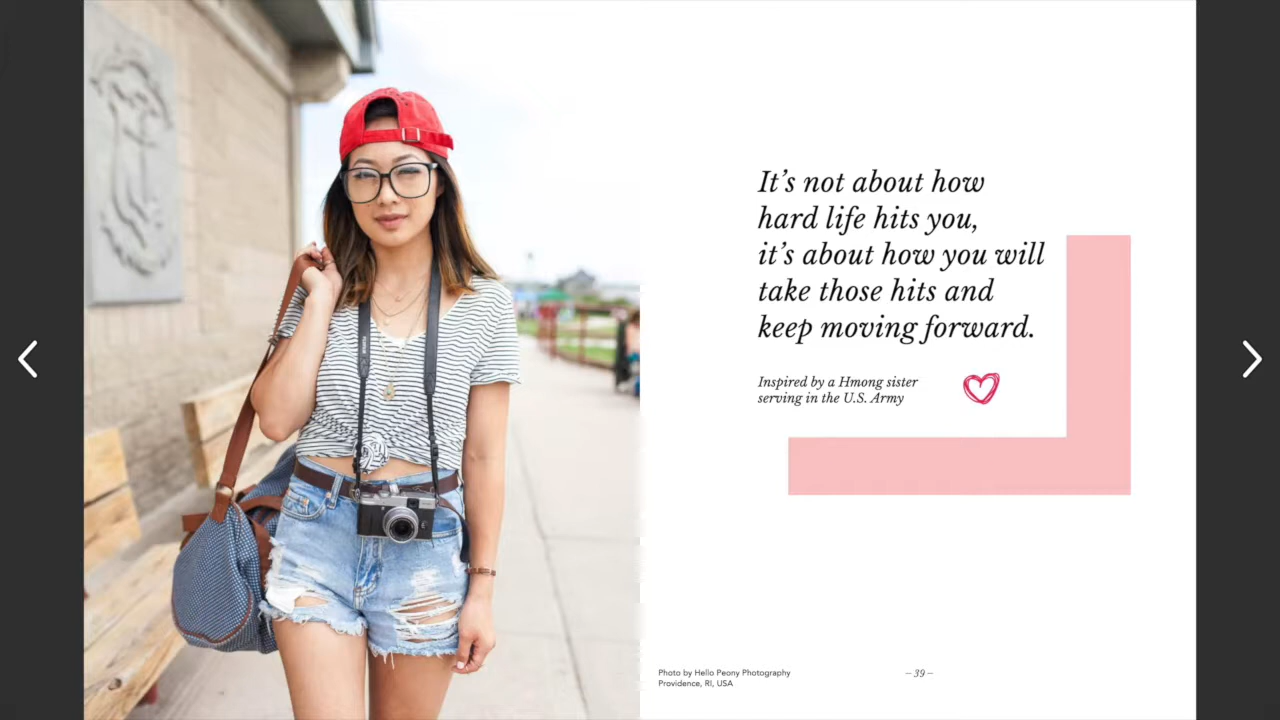 It's not about how
hard life hits you,
it's about how you will
take those hits and
keep moving forward.
Inspired by a Hmong sister
serving in the U.S. Army
Photo by Hello Peony Photography
Providence, RI, USA
– 39 –